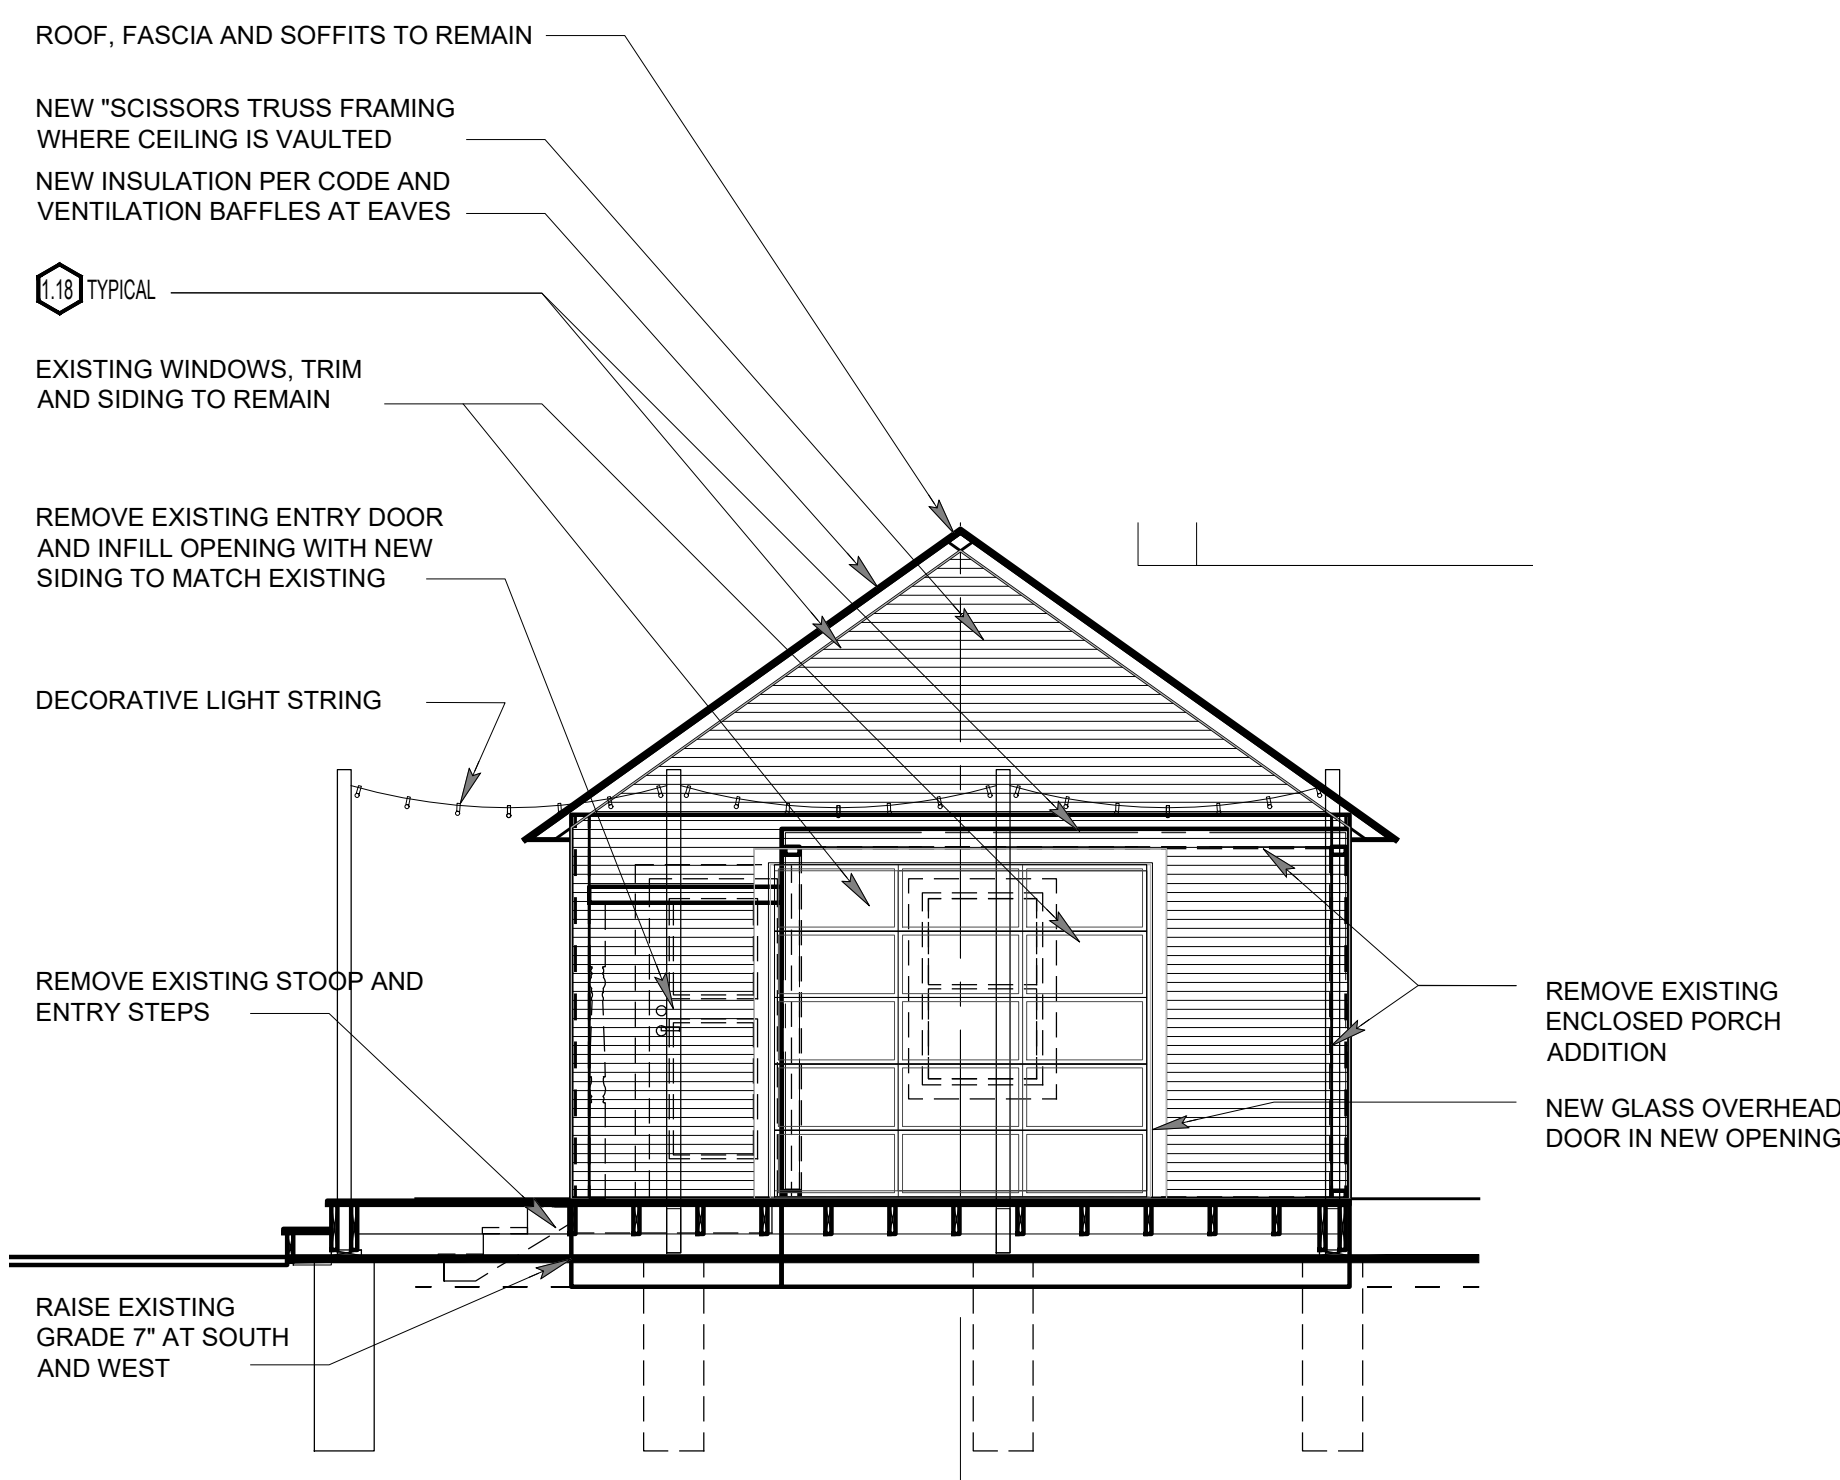 ROOF, FASCIA AND SOFFITS TO REMAIN
NEW "SCISSORS TRUSS FRAMING
WHERE CEILING IS VAULTED
NEW INSULATION PER CODE AND
VENTILATION BAFFLES AT EAVES
1.18 TYPICAL
EXISTING WINDOWS, TRIM
AND SIDING TO REMAIN
REMOVE EXISTING ENTRY DOOR
AND INFILL OPENING WITH NEW
SIDING TO MATCH EXISTING
DECORATIVE LIGHT STRING
REMOVE EXISTING STOOP AND
ENTRY STEPS
RAISE EXISTING
GRADE 7" AT SOUTH
AND WEST
REMOVE EXISTING
ENCLOSED PORCH
ADDITION
NEW GLASS OVERHEAD
DOOR IN NEW OPENING